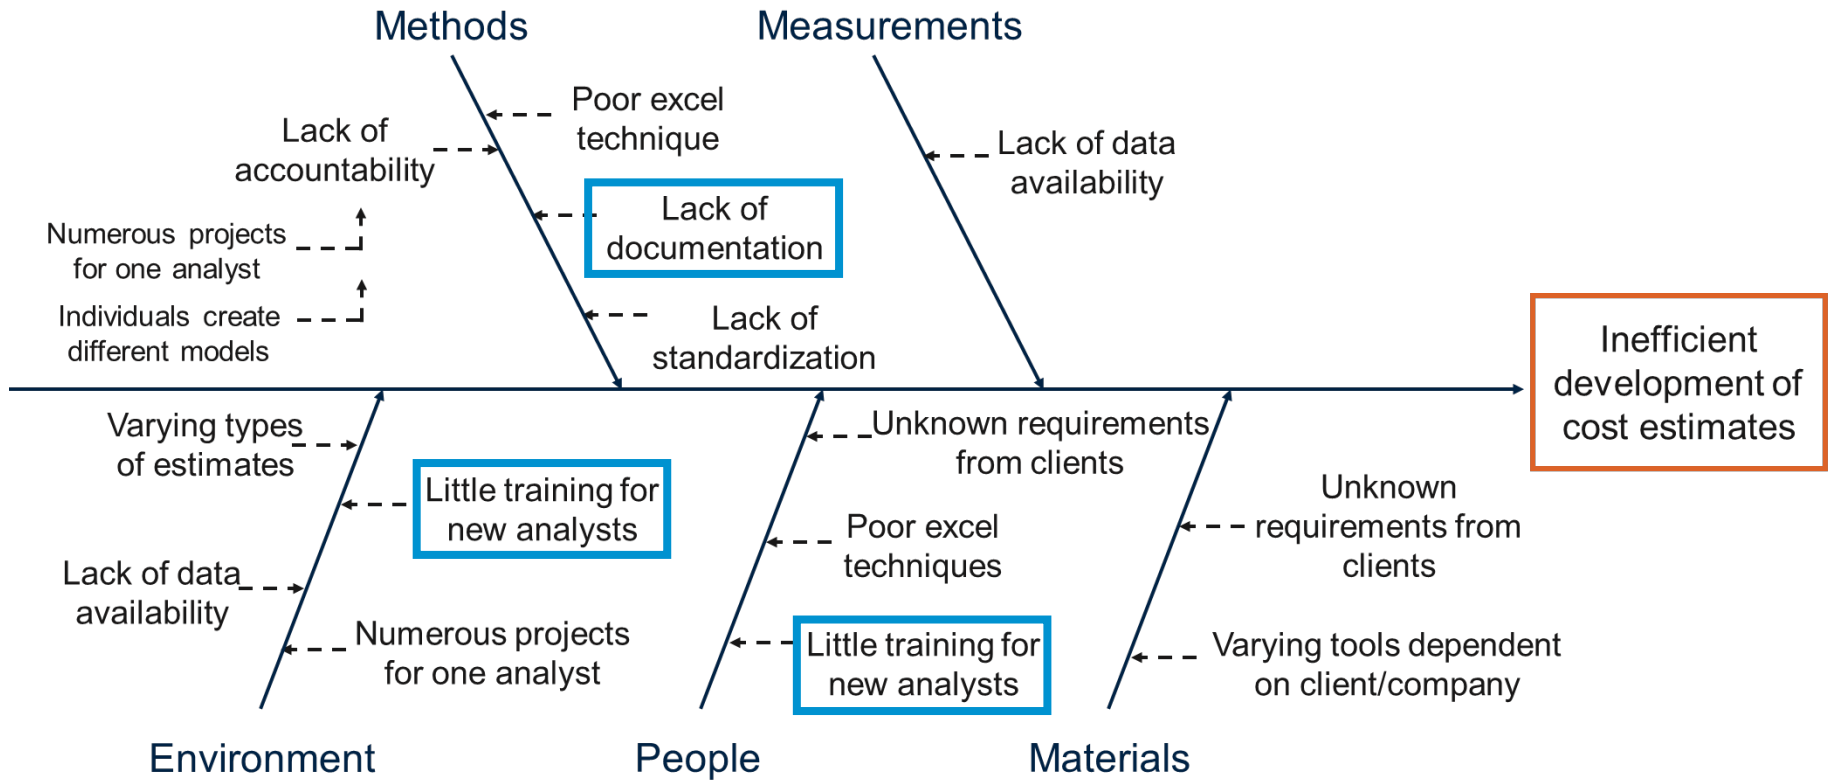 Methods
Measurements
Poor excel
technique
Lack of
accountability
Lack of data
availability
Lack of
documentation
Numerous projects
for one analyst
Individuals create
different models
Lack of
standardization
Inefficient
development of
cost estimates
Varying types
of estimates
Little training for
new analysts
Lack of data
availability
Numerous projects
for one analyst
Unknown requirements
from clients
Poor excel
techniques
Little training for
new analysts
Unknown
requirements from
clients
Varying tools dependent
on client/company
Environment
People
Materials